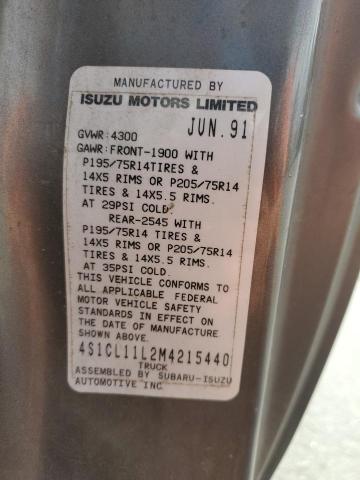 MANUFACTURED BY
ISUZU MOTORS LIMITED
JUN. 91
GVWR:4300
GAWR:FRONT-1900 WITH
P195/75R14TIRES &
14X5 RIMS OR P205/75R14
TIRES & 14X5.5 RIMS.
AT 29PSI COLD.
REAR-2545 WITH
P195/75R14 TIRES &
14X5 RIMS OR P205/75R14
TIRES & 14X5.5 RIMS.
AT 35PSI COLD.
THIS VEHICLE CONFORMS TO
ALL APPLICABLE FEDERAL
MOTOR VEHICLE SAFETY
STANDARDS IN EFFECT ON
THE DATE OF MANUFACTURE
SHOWN ABOVE.
4S1CL11L2M4215440
TRUCK
ASSEMBLED BY SUBARU-ISUZU
AUTOMOTIVE INC.